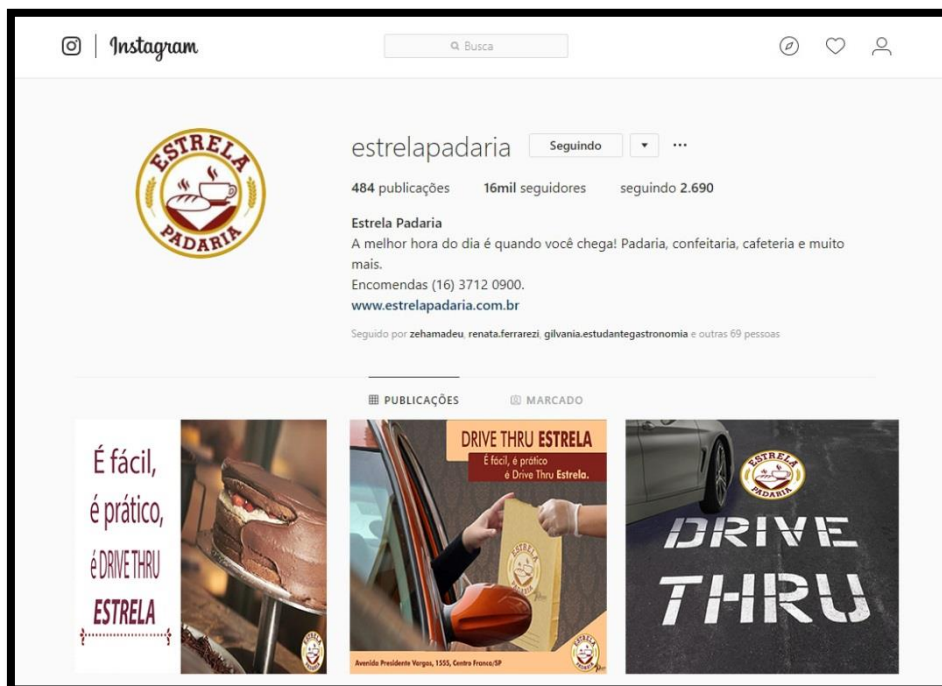 Instagram
Busca
ESTRELA
PADARIA
estrelapadaria Seguindo
484 publicações 16mil seguidores seguindo 2.690
Estrela Padaria
A melhor hora do dia é quando você chega! Padaria, confeitaria, cafeteria e muito
mais.
Encomendas (16) 3712 0900.
www.estrelapadaria.com.br
Seguido por zehamadeu, renata.ferrarezi, gilvania.estudantegastronomia e outras 69 pessoas
PUBLICAÇÕES MARCADO
É fácil,
é prático,
é DRIVE THRU
ESTRELA
DRIVE THRU ESTRELA
É fácil, é prático
é Drive Thru Estrela.
ESTRELA
PADARIA
Avenida Presidente Vargas, 1555, Centro Franca/SP
ESTRELA
PADARIA
DRIVE
THRU